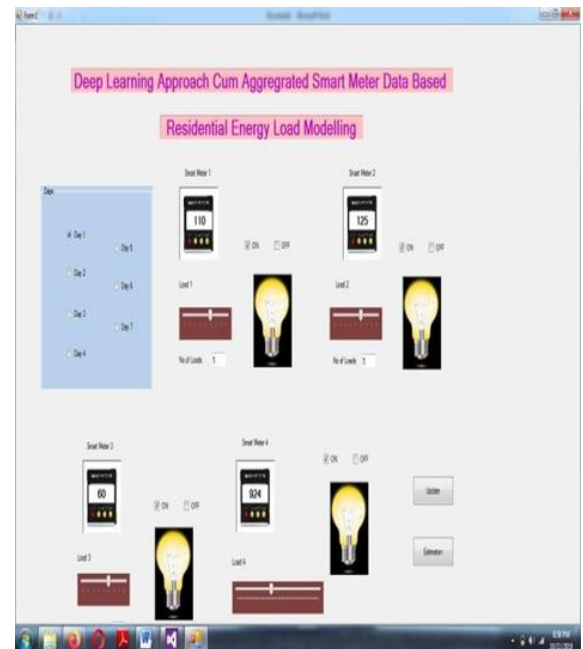 Form1
Deep Learning Approach Cum Aggregrated Smart Meter Data Based
Residential Energy Load Modelling
Smart Meter 1
Smart Meter 2
Days
110
125
Day 1
Day 5
ON OFF
ON OFF
Day 2
Day 6
Load 1
Load 2
Day 3
Day 7
Day 4
No of Loads
No of Loads
Smart Meter 3
Smart Meter 4
ON OFF
60
924
ON OFF
Update
Load 3
Load 4
Estimation